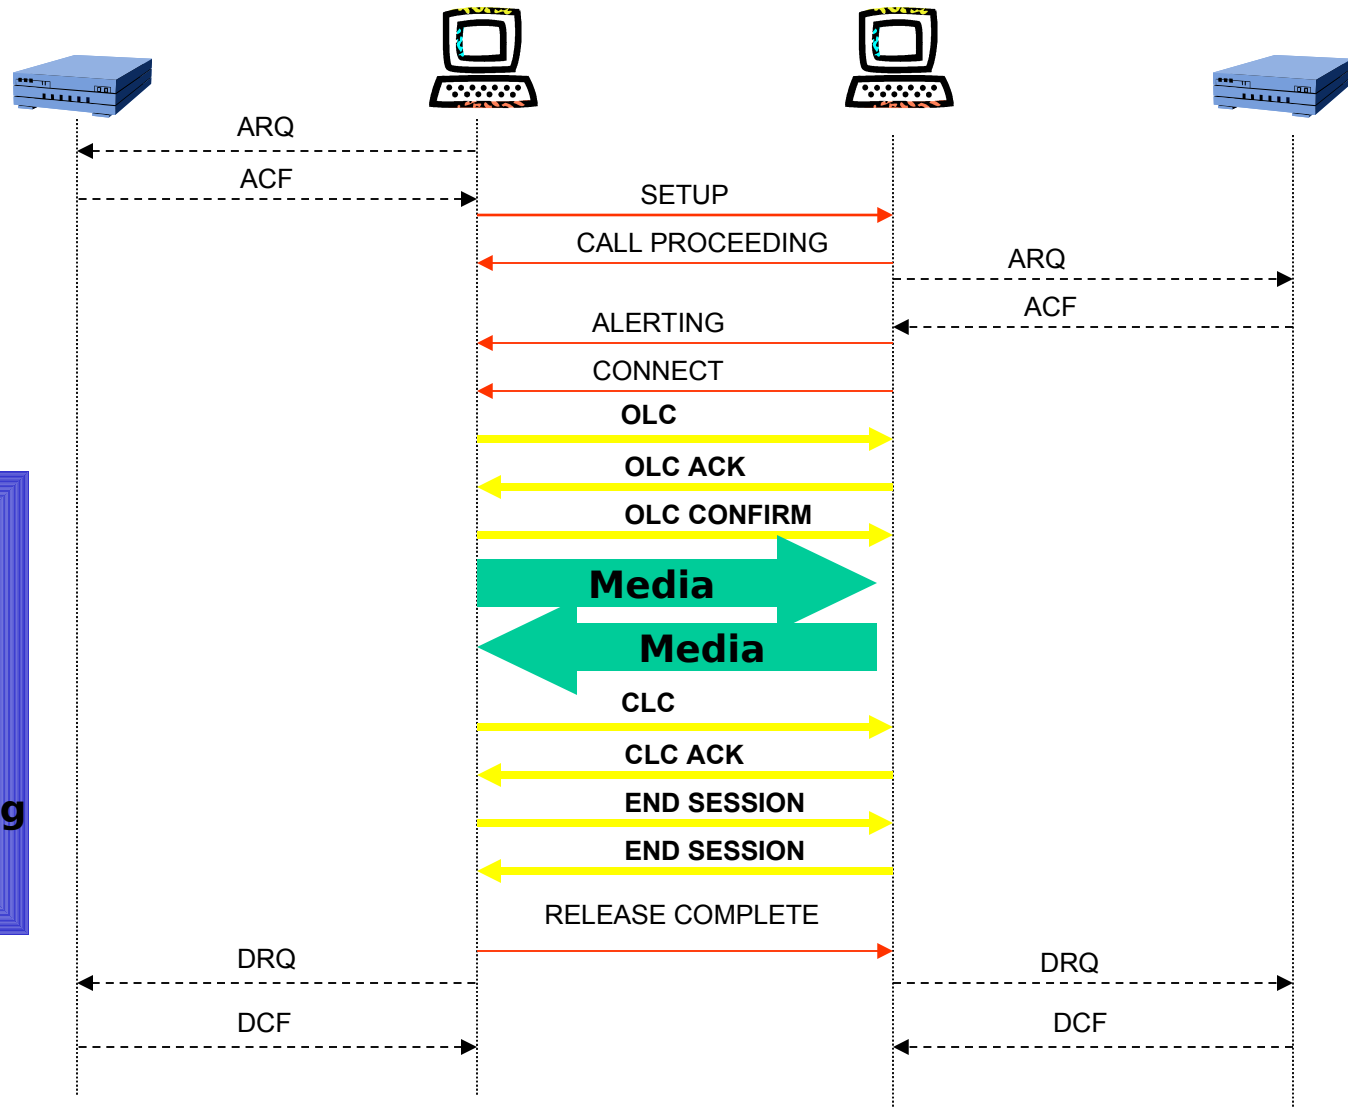 ARQ
ACF
SETUP
CALL PROCEEDING
ARQ
ACF
ALERTING
CONNECT
OLC
OLC ACK
OLC CONFIRM
Media
Media
CLC
CLC ACK
g
END SESSION
END SESSION
RELEASE COMPLETE
DRQ
DRQ
DCF
DCF